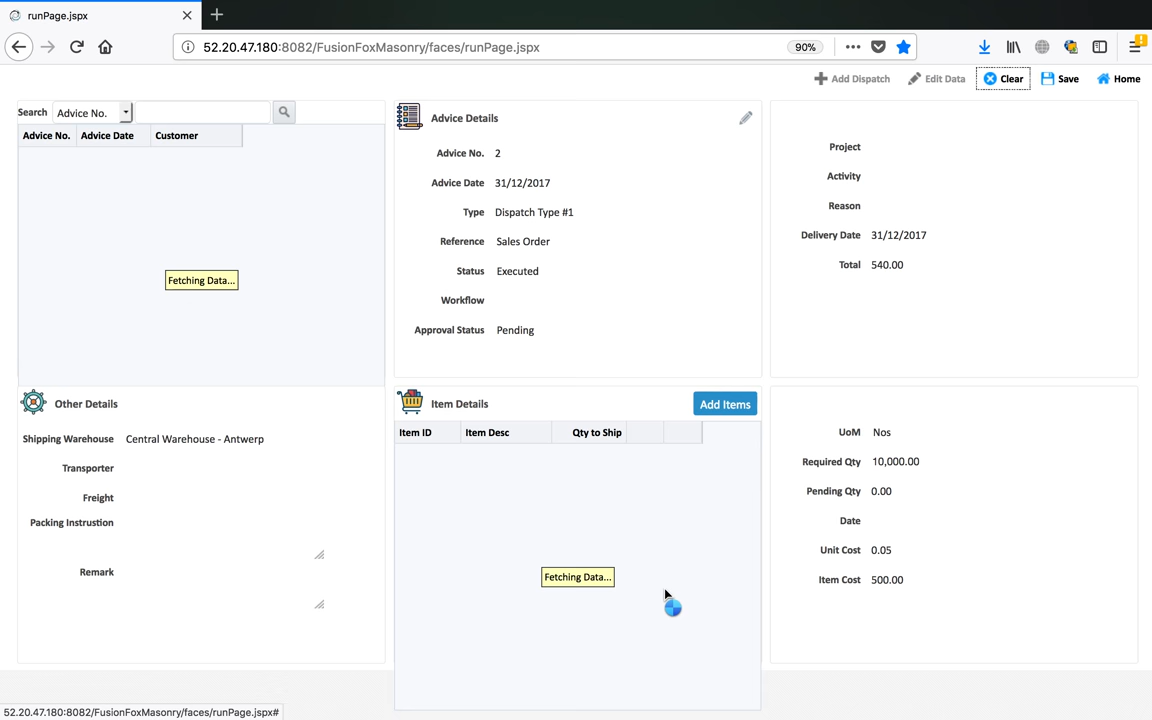 runPage.jspx
52.20.47.180:8082/FusionFoxMasonry/faces/runPage.jspx
90%
Add Dispatch
Edit Data
Clear
Save
Home
Search
Advice No.
Advice No.
Advice Date
Customer
Fetching Data...
Advice Details
Advice No. 2
Advice Date 31/12/2017
Type Dispatch Type #1
Reference Sales Order
Status Executed
Workflow
Approval Status Pending
Project
Activity
Reason
Delivery Date 31/12/2017
Total 540.00
Other Details
Shipping Warehouse Central Warehouse - Antwerp
Transporter
Freight
Packing Instrustion
Remark
Item Details
Add Items
Item ID
Item Desc
Qty to Ship
Fetching Data...
UoM Nos
Required Qty 10,000.00
Pending Qty 0.00
Date
Unit Cost 0.05
Item Cost 500.00
52.20.47.180:8082/FusionFoxMasonry/faces/runPage.jspx#